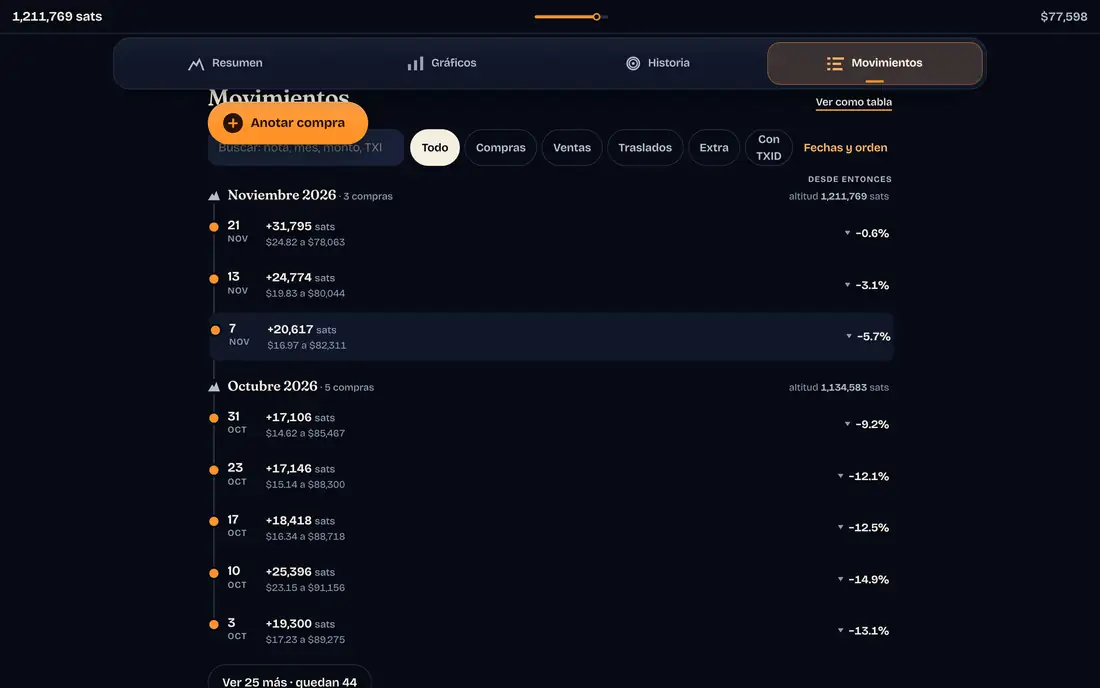 1,211,769 sats
$77,598
Resumen
Gráficos
Historia
Movimientos
Movimientos
Ver como tabla
Anotar compra
Buscar: nota, mes, monto, TXI
Todo
Compras
Ventas
Traslados
Extra
Con TXID
Fechas y orden
DESDE ENTONCES
Noviembre 2026 · 3 compras
altitud 1,211,769 sats
21 NOV
+31,795 sats
$24.82 a $78,063
▼ −0.6%
13 NOV
+24,774 sats
$19.83 a $80,044
▼ −3.1%
7 NOV
+20,617 sats
$16.97 a $82,311
▼ −5.7%
Octubre 2026 · 5 compras
altitud 1,134,583 sats
31 OCT
+17,106 sats
$14.62 a $85,467
▼ −9.2%
23 OCT
+17,146 sats
$15.14 a $88,300
▼ −12.1%
17 OCT
+18,418 sats
$16.34 a $88,718
▼ −12.5%
10 OCT
+25,396 sats
$23.15 a $91,156
▼ −14.9%
3 OCT
+19,300 sats
$17.23 a $89,275
▼ −13.1%
Ver 25 más · quedan 44